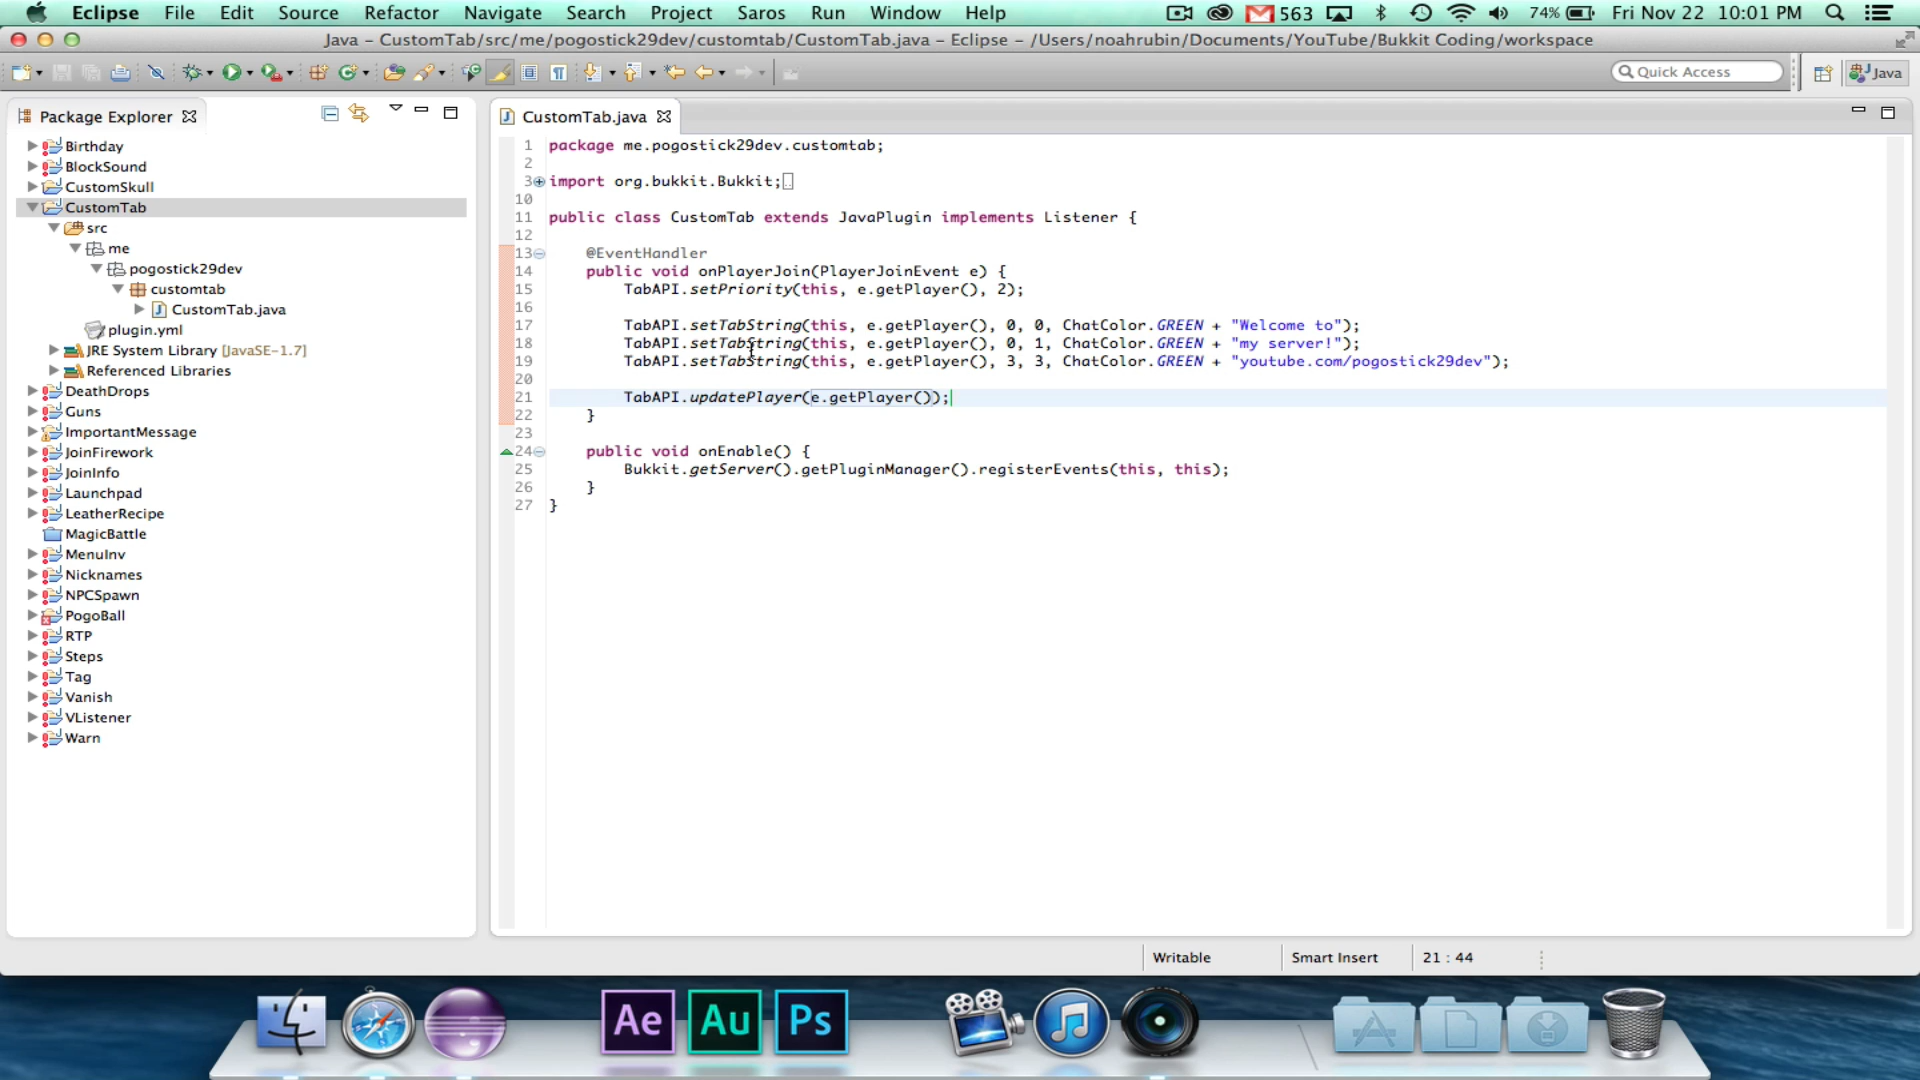 Eclipse File Edit Source Refactor Navigate Search Project Saros Run Window Help 563 74% Fri Nov 22 10:01 PM
Java – CustomTab/src/me/pogostick29dev/customtab/CustomTab.java – Eclipse – /Users/noahrubin/Documents/YouTube/Bukkit Coding/workspace
Quick Access
Java
Package Explorer
Birthday
BlockSound
CustomSkull
CustomTab
src
me
pogostick29dev
customtab
CustomTab.java
plugin.yml
JRE System Library [JavaSE-1.7]
Referenced Libraries
DeathDrops
Guns
ImportantMessage
JoinFirework
JoinInfo
Launchpad
LeatherRecipe
MagicBattle
MenuInv
Nicknames
NPCSpawn
PogoBall
RTP
Steps
Tag
Vanish
VListener
Warn
CustomTab.java
1 package me.pogostick29dev.customtab;
2
3 import org.bukkit.Bukkit;
10
11 public class CustomTab extends JavaPlugin implements Listener {
12
13 @EventHandler
14 public void onPlayerJoin(PlayerJoinEvent e) {
15 TabAPI.setPriority(this, e.getPlayer(), 2);
16
17 TabAPI.setTabString(this, e.getPlayer(), 0, 0, ChatColor.GREEN + "Welcome to");
18 TabAPI.setTabString(this, e.getPlayer(), 0, 1, ChatColor.GREEN + "my server!");
19 TabAPI.setTabString(this, e.getPlayer(), 3, 3, ChatColor.GREEN + "youtube.com/pogostick29dev");
20
21 TabAPI.updatePlayer(e.getPlayer());
22 }
23
24 public void onEnable() {
25 Bukkit.getServer().getPluginManager().registerEvents(this, this);
26 }
27 }
Writable Smart Insert 21 : 44
Ae Au Ps